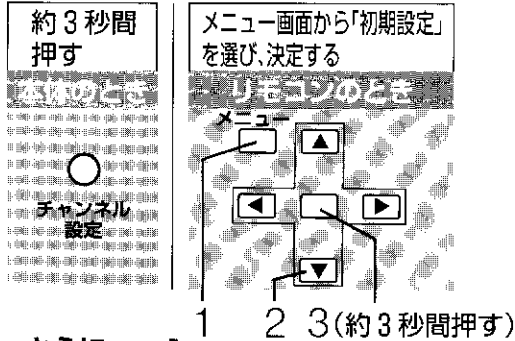 約3秒間
押す
メニュー画面から「初期設定」
を選び、決定する
本体のとき
リモコンのとき
メニュー
▲
◀ ▶
チャンネル
設定
▼
1 2 3(約3秒間押す)